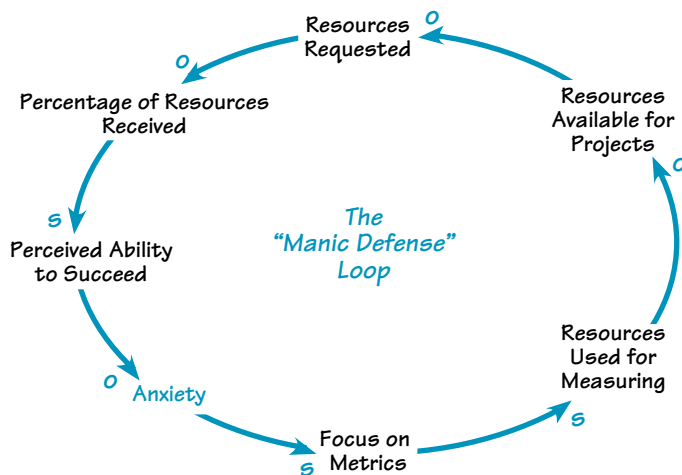 Resources
Requested
O
O
Percentage of Resources
Received
Resources
Available for
Projects
O
S
The
"Manic Defense"
Loop
Perceived Ability
to Succeed
Resources
Used for
Measuring
O
Anxiety
S
Focus on
Metrics
S